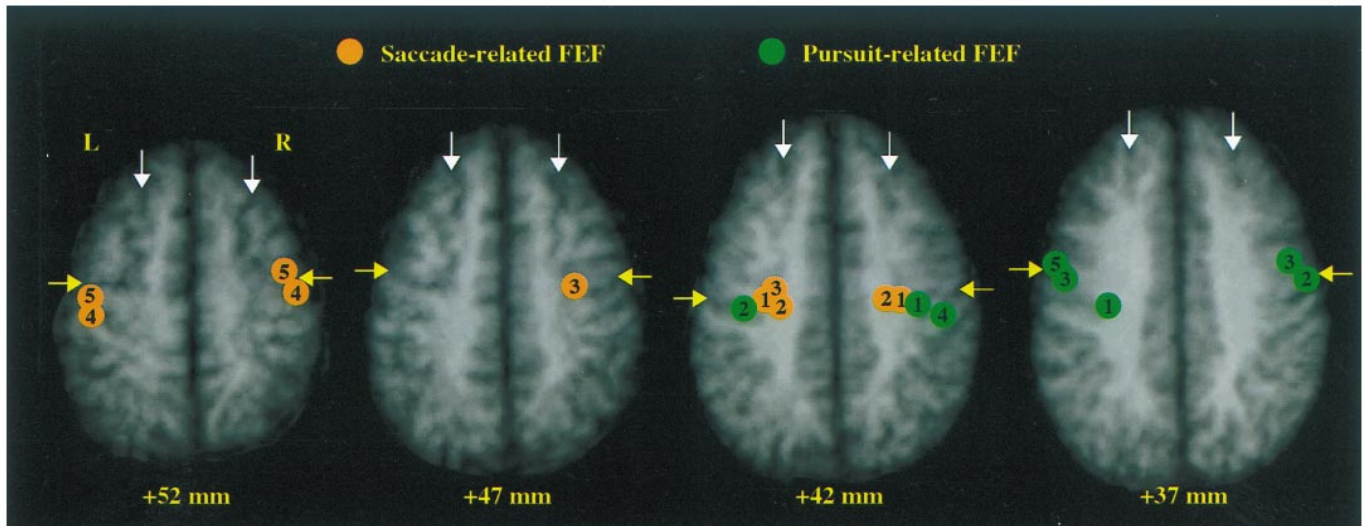 Saccade-related FEF Pursuit-related FEF
L R
5 4 5 4
3
2 1 3 2 2 1 1 4
5 3 1 3 2
+52 mm +47 mm +42 mm +37 mm